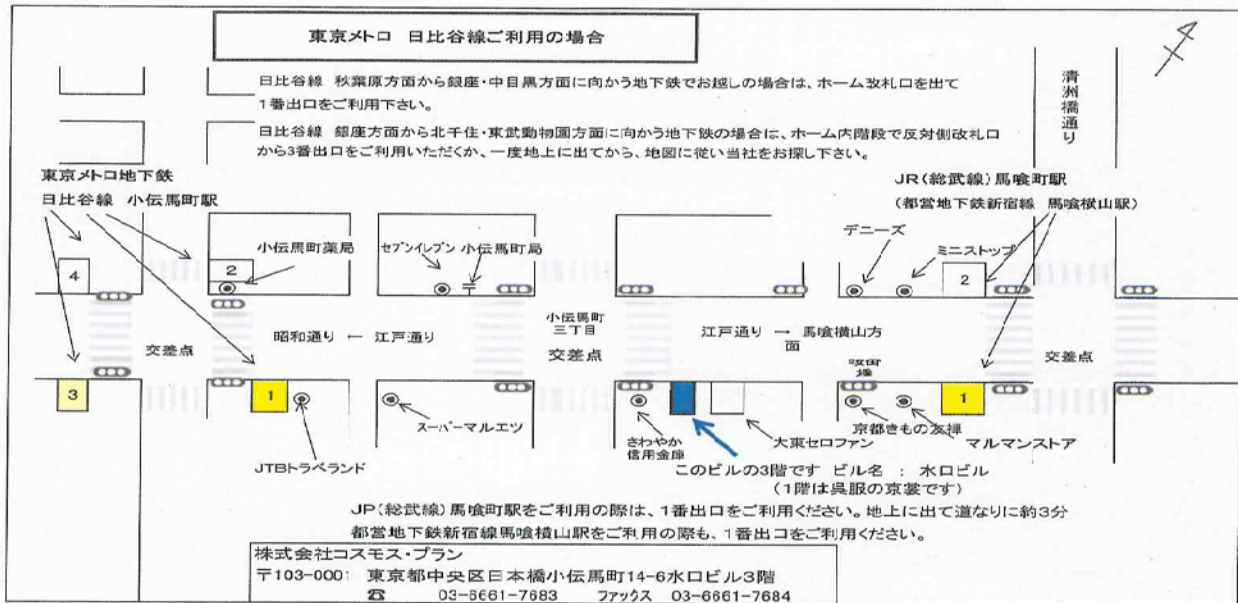 東京メトロ 日比谷線ご利用の場合
日比谷線 秋葉原方面から銀座・中目黒方面に向かう地下鉄でお越しの場合は、ホーム改札口を出て
1番出口をご利用下さい。
日比谷線 銀座方面から北千住・東武動物園方面に向かう地下鉄の場合は、ホーム内階段で反対側改札口
から3番出口をご利用いただくか、一度地上に出てから、地図に従い当社をお探し下さい。
清洲橋通り
東京メトロ地下鉄
日比谷線 小伝馬町駅
JR(総武線)馬喰町駅
(都営地下鉄新宿線 馬喰横山駅)
4
2
小伝馬町薬局
セブンイレブン 小伝馬町局
デニーズ
ミニストップ
2
交差点
昭和通り ← 江戸通り
小伝馬町
三丁目
交差点
江戸通り → 馬喰横山方
面
交差点
3
1
JTBトラベランド
スーパーマルエツ
さわやか
信用金庫
大東セロファン
京都きもの友禅
マルマンストア
1
このビルの3階です ビル名 : 水口ビル
(1階は呉服の京裳です)
JP(総武線)馬喰町駅をご利用の際は、1番出口をご利用ください。地上に出て道なりに約3分
都営地下鉄新宿線馬喰横山駅をご利用の際も、1番出口をご利用ください。
株式会社コスモス・プラン
〒103-0001 東京都中央区日本橋小伝馬町14-6水口ビル3階
☎ 03-6661-7683 ファックス 03-6661-7684